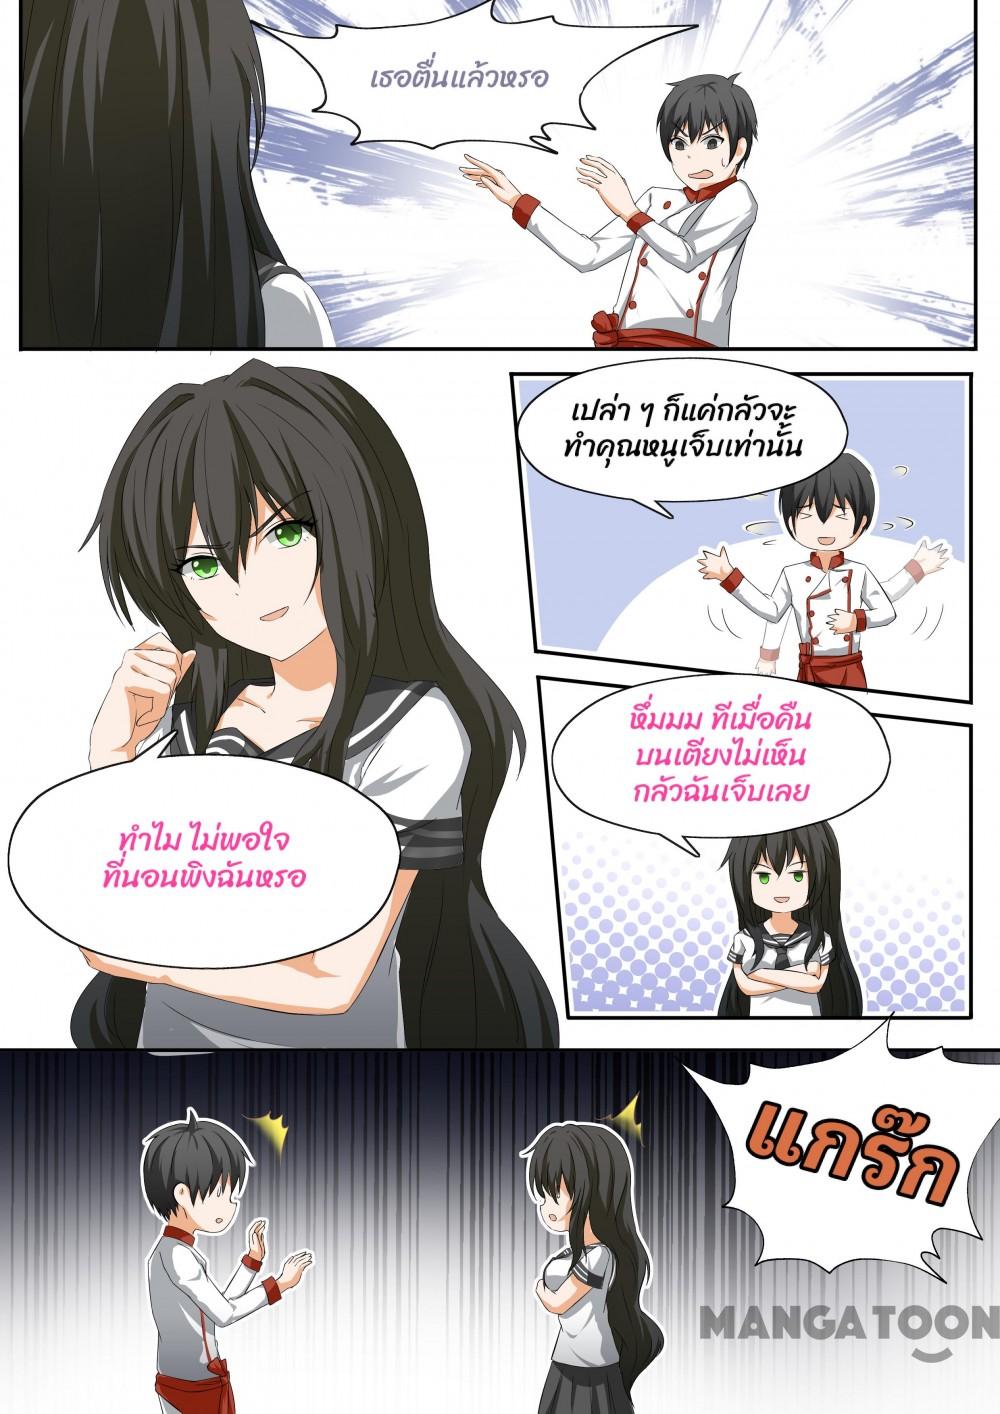 เธอตื่นแล้วหรอ
ทำไม ไม่พอใจ
ที่นอนพิงฉันหรอ
เปล่า ๆ ก็แค่กลัวจะ
ทำคุณหนูเจ็บเท่านั้น
หึ่มมม ทีเมื่อคืน
บนเตียงไม่เห็น
กลัวฉันเจ็บเลย
แกร๊ก
MANGATOON